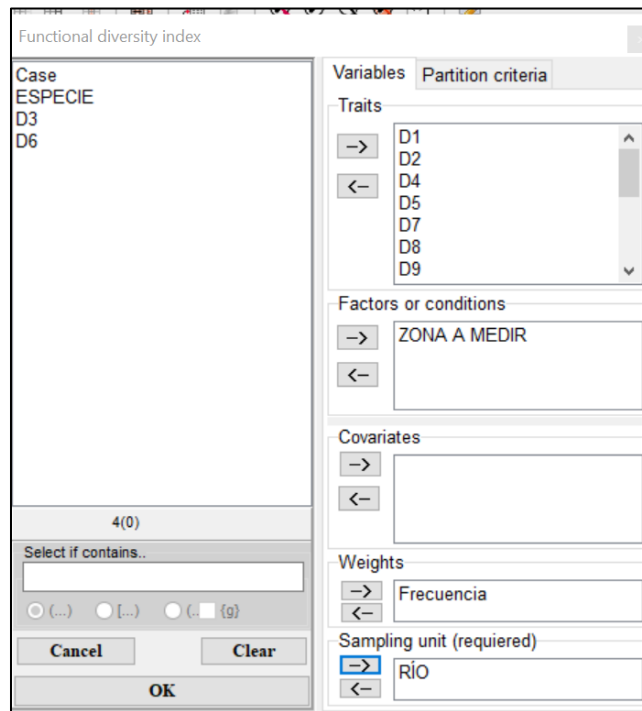 Functional diversity index
Case
ESPECIE
D3
D6
4(0)
Select if contains..
(...)
[...)
(..
{g}
Cancel
Clear
OK
Variables
Partition criteria
Traits
-->
<--
D1
D2
D4
D5
D7
D8
D9
Factors or conditions
-->
<--
ZONA A MEDIR
Covariates
-->
<--
Weights
-->
<--
Frecuencia
Sampling unit (requiered)
-->
<--
RÍO